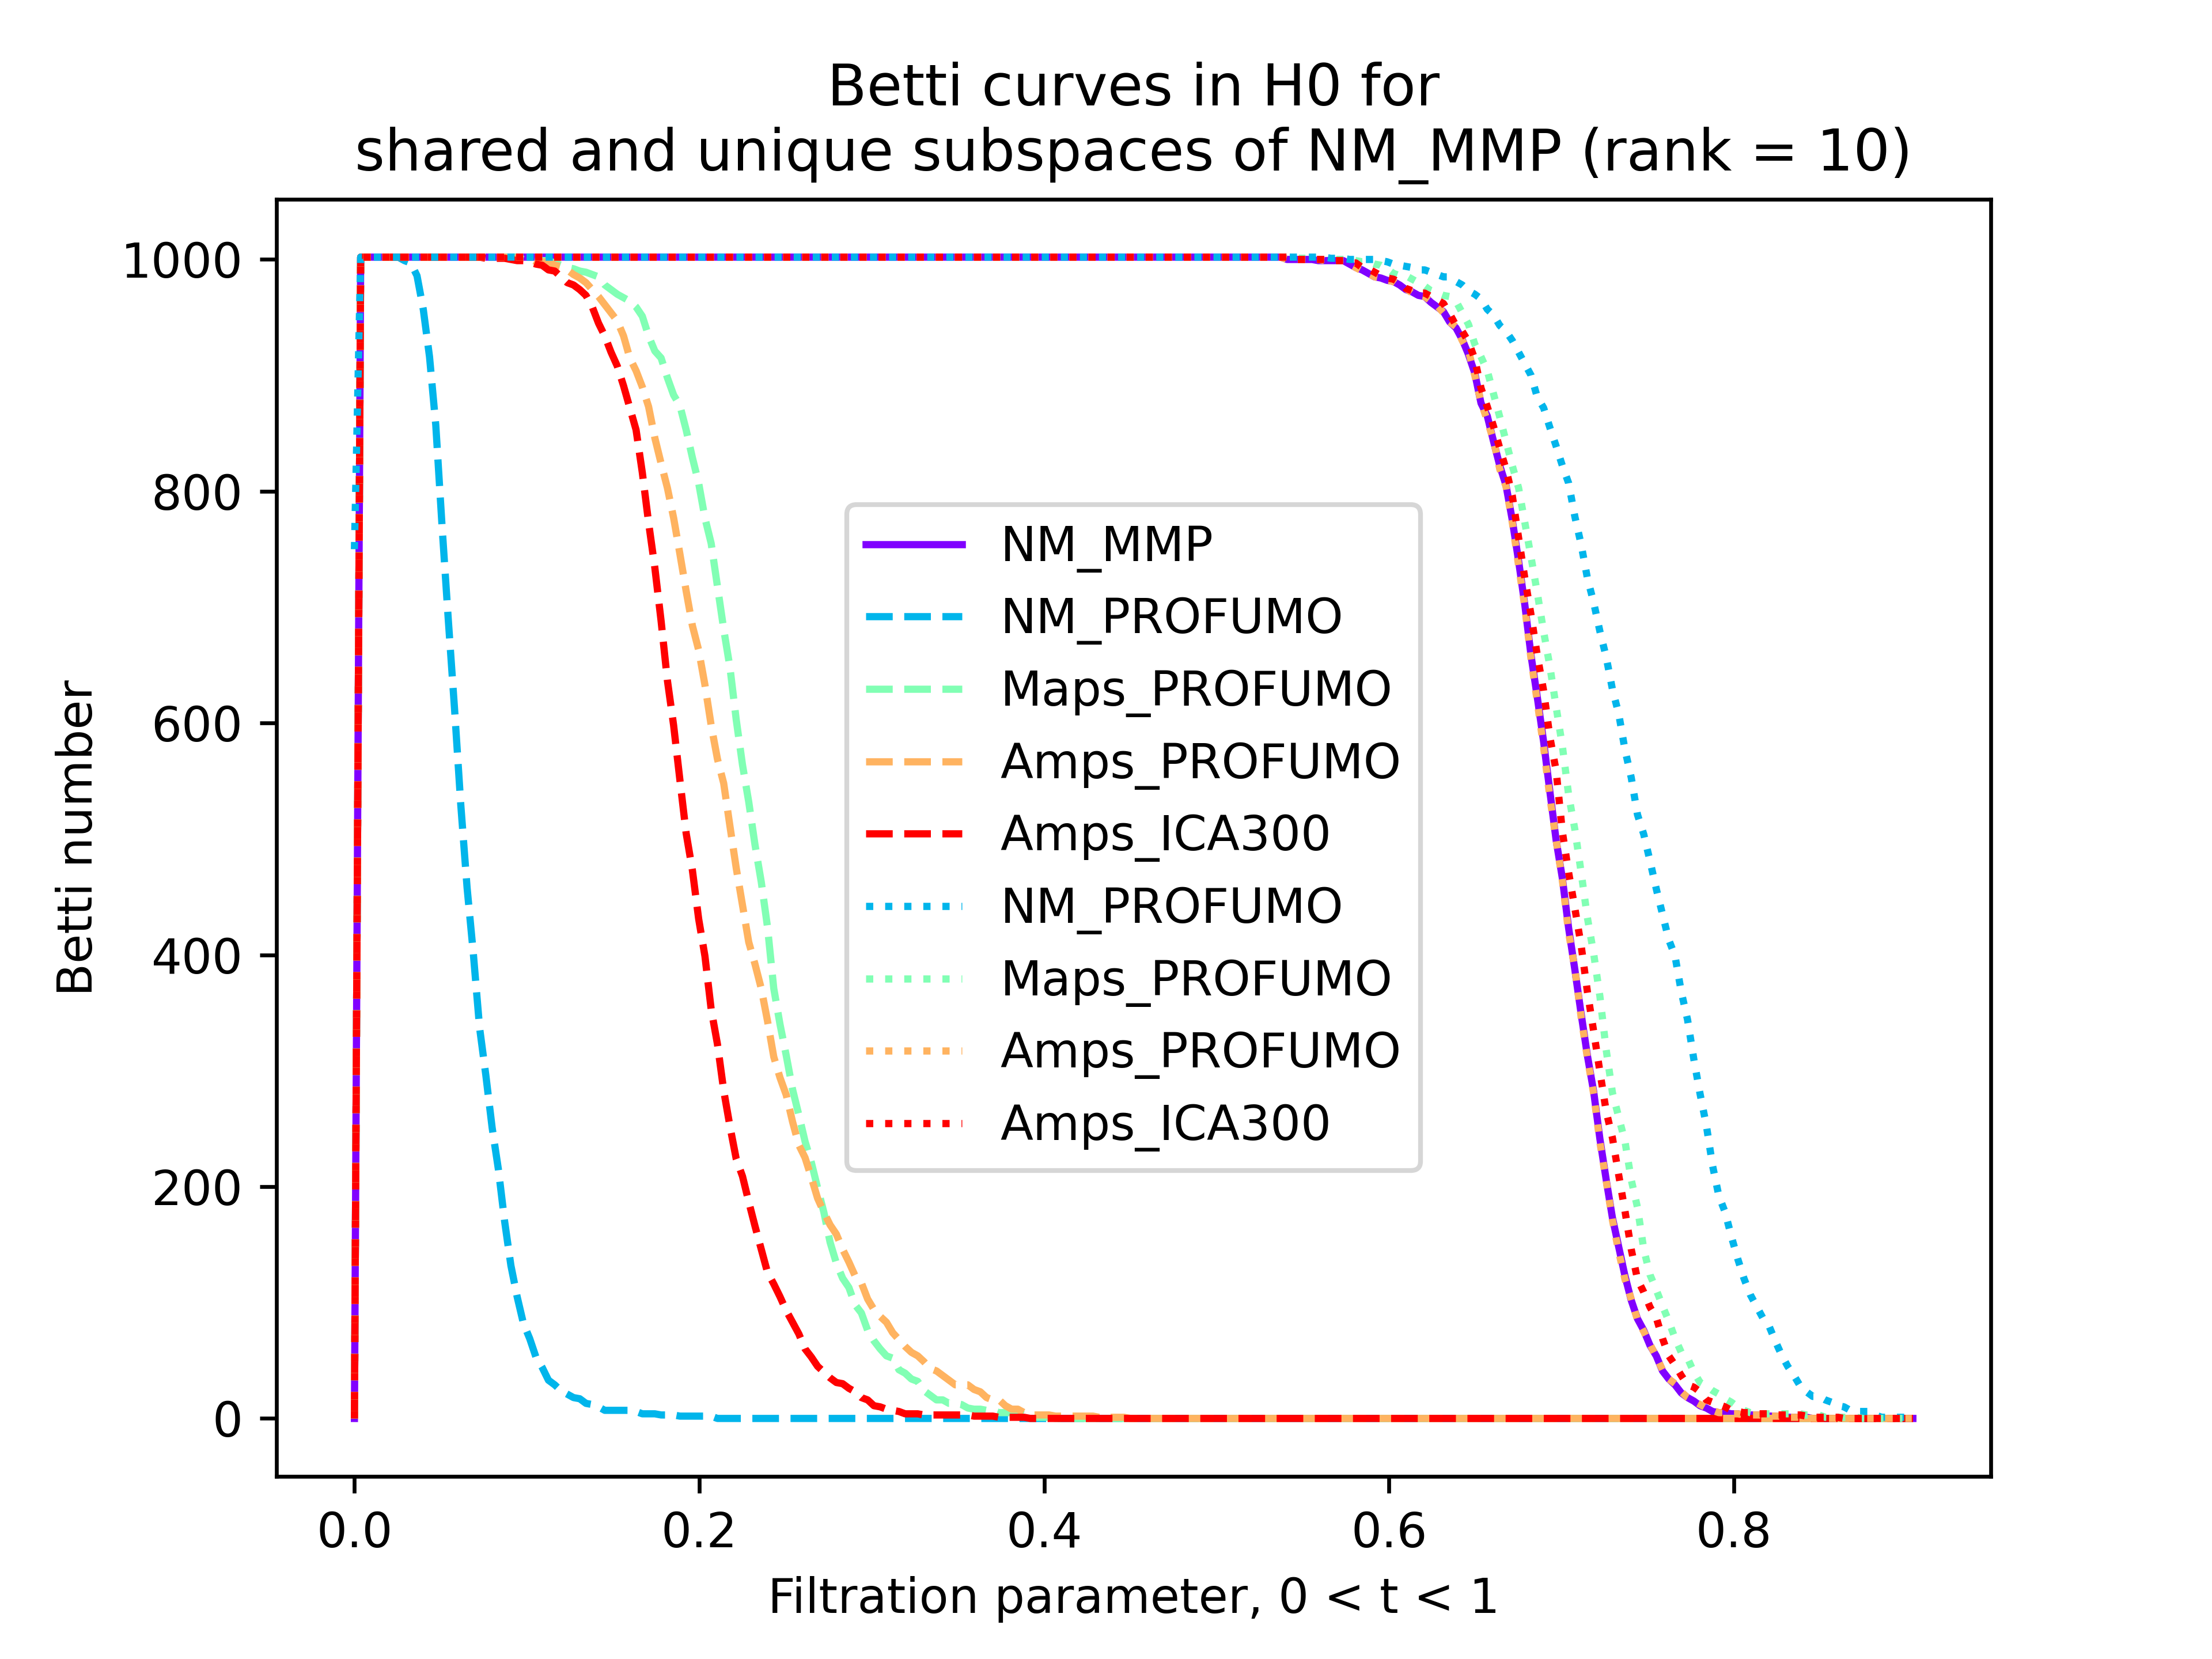 Betti curves in H0 for
shared and unique subspaces of NM_MMP (rank = 10)
1000
800
600
400
200
0
Betti number
NM_MMP
NM_PROFUMO
Maps_PROFUMO
Amps_PROFUMO
Amps_ICA300
NM_PROFUMO
Maps_PROFUMO
Amps_PROFUMO
Amps_ICA300
0.0 0.2 0.4 0.6 0.8
Filtration parameter, 0 < t < 1